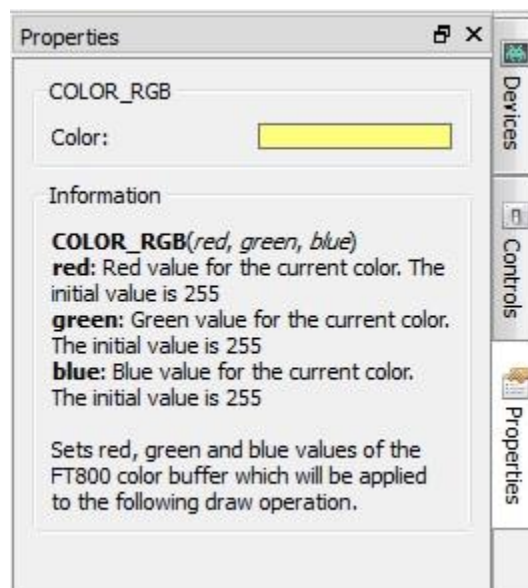 Properties
COLOR_RGB
Color:
Information
COLOR_RGB(red, green, blue)
red: Red value for the current color. The
initial value is 255
green: Green value for the current color.
The initial value is 255
blue: Blue value for the current color.
The initial value is 255
Sets red, green and blue values of the
FT800 color buffer which will be applied
to the following draw operation.
Devices
Controls
Properties